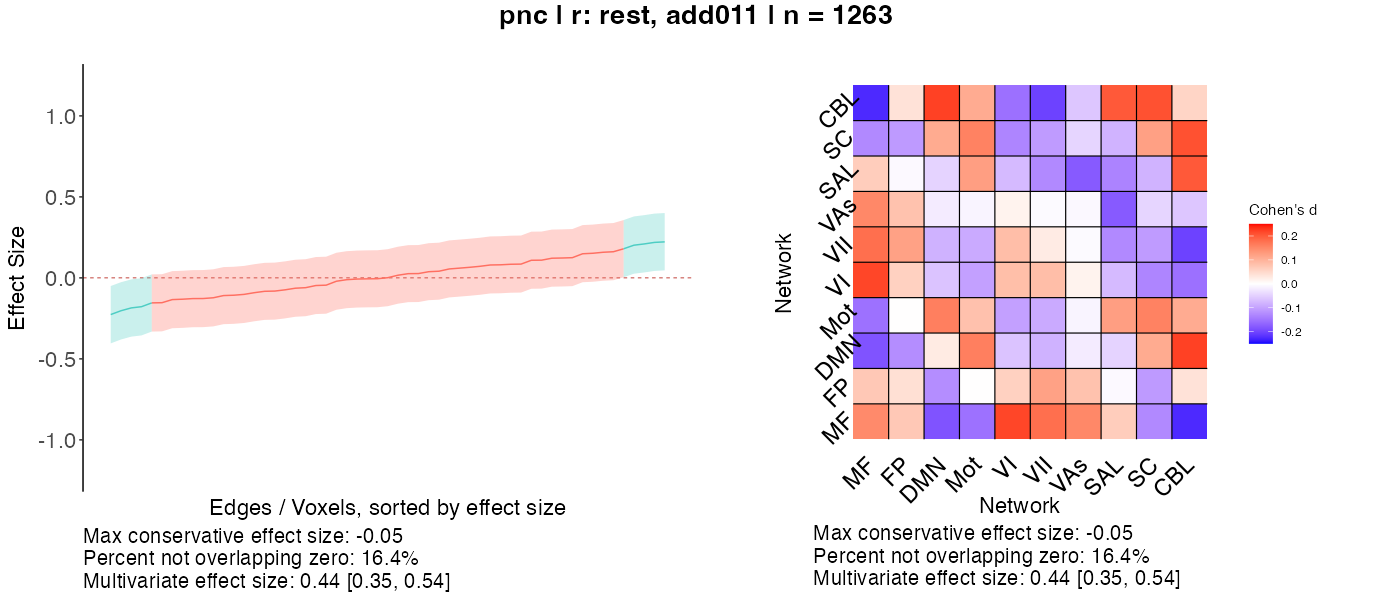 pnc | r: rest, add011 | n = 1263
Effect Size
1.0
0.5
0.0
-0.5
-1.0
Edges / Voxels, sorted by effect size
Max conservative effect size: -0.05
Percent not overlapping zero: 16.4%
Multivariate effect size: 0.44 [0.35, 0.54]
Network
CBL
SC
SAL
VAs
VII
VI
Mot
DMN
FP
MF
MF
FP
DMN
Mot
VI
VII
VAs
SAL
SC
CBL
Network
Max conservative effect size: -0.05
Percent not overlapping zero: 16.4%
Multivariate effect size: 0.44 [0.35, 0.54]
Cohen's d
0.2
0.1
0.0
-0.1
-0.2